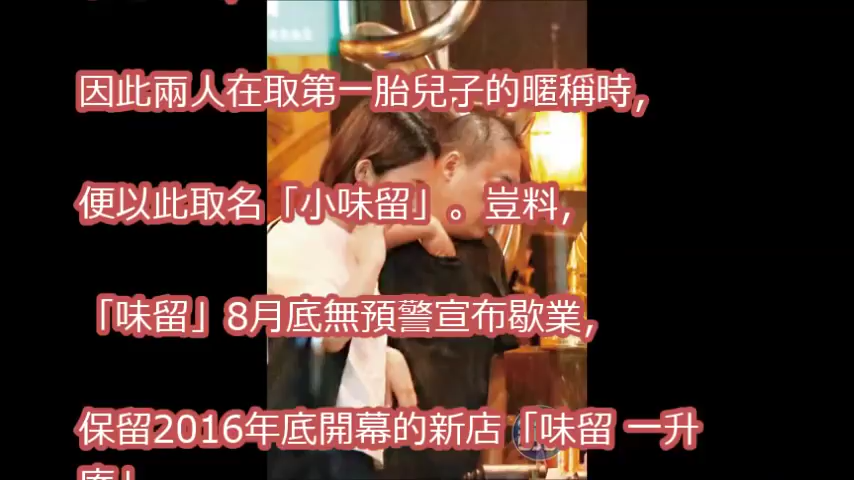 因此兩人在取第一胎兒子的暱稱時，
便以此取名「小味留」。豈料，
「味留」8月底無預警宣布歇業，
保留2016年底開幕的新店「味留 一升